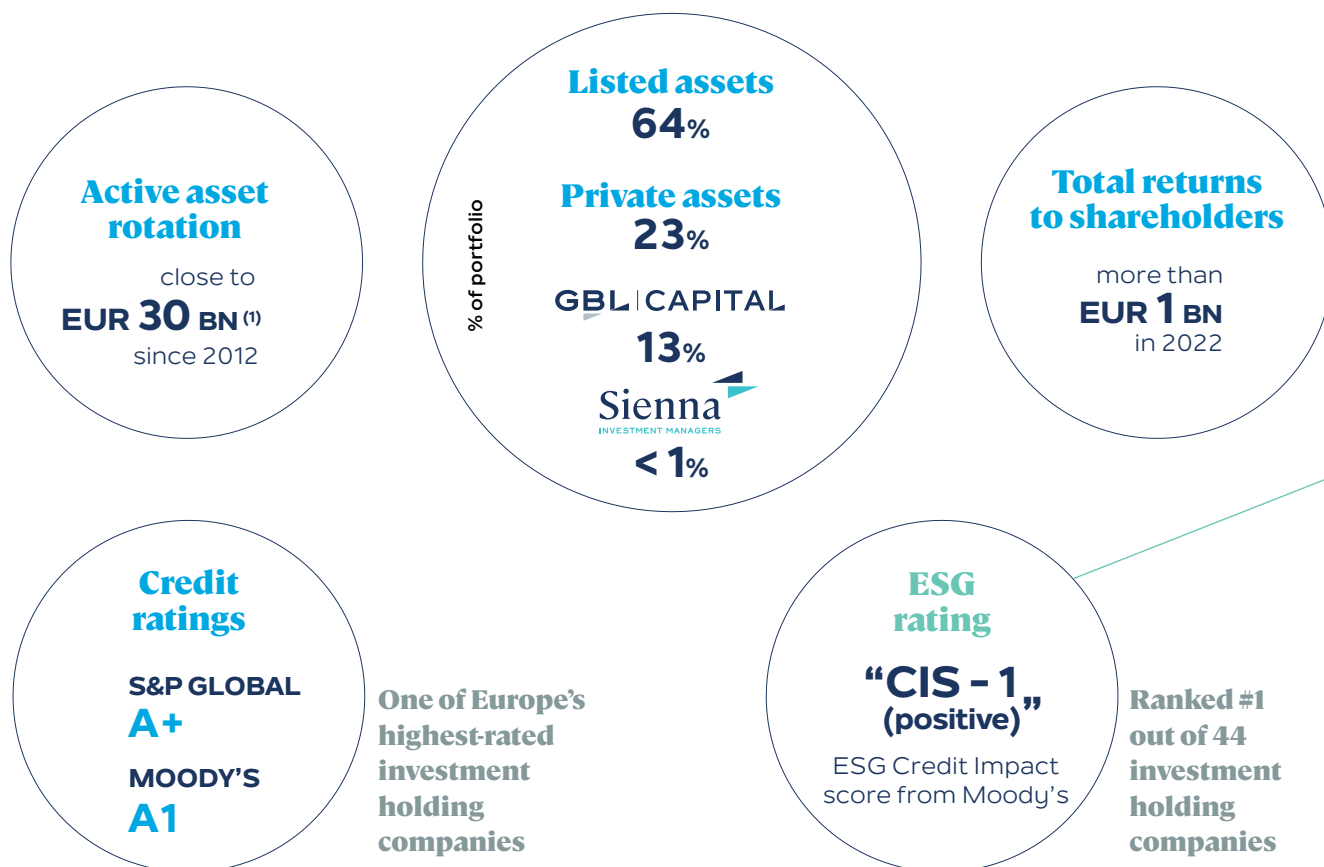 Active asset
rotation
close to
EUR 30 BN (1)
since 2012
% of portfolio
Listed assets
64%
Private assets
23%
GBL CAPITAL
13%
Sienna
INVESTMENT MANAGERS
< 1%
Total returns
to shareholders
more than
EUR 1 BN
in 2022
Credit
ratings
S&P GLOBAL
A+
MOODY'S
A1
One of Europe's
highest-rated
investment
holding
companies
ESG
rating
“CIS - 1
(positive)”
ESG Credit Impact
score from Moody's
Ranked #1
out of 44
investment
holding
companies